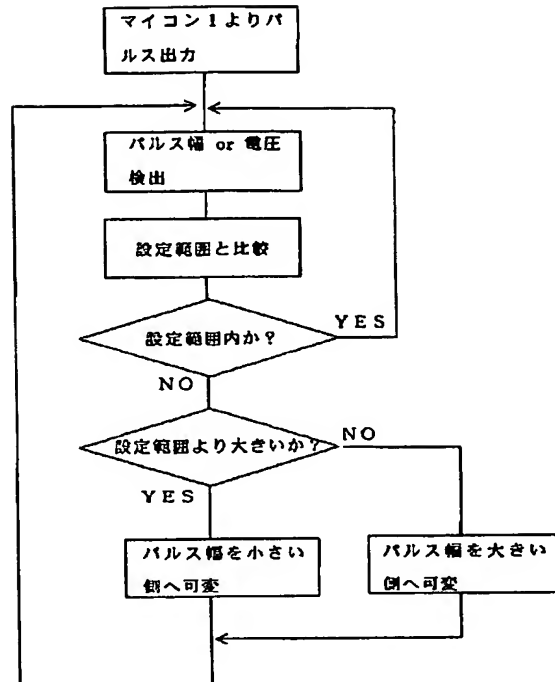 マイコン1よりパ
ルス出力
パルス幅 or 電圧
検出
設定範囲と比較
設定範囲内か?
YES
NO
設定範囲より大きいか?
NO
YES
パルス幅を小さい
側へ可変
パルス幅を大きい
側へ可変